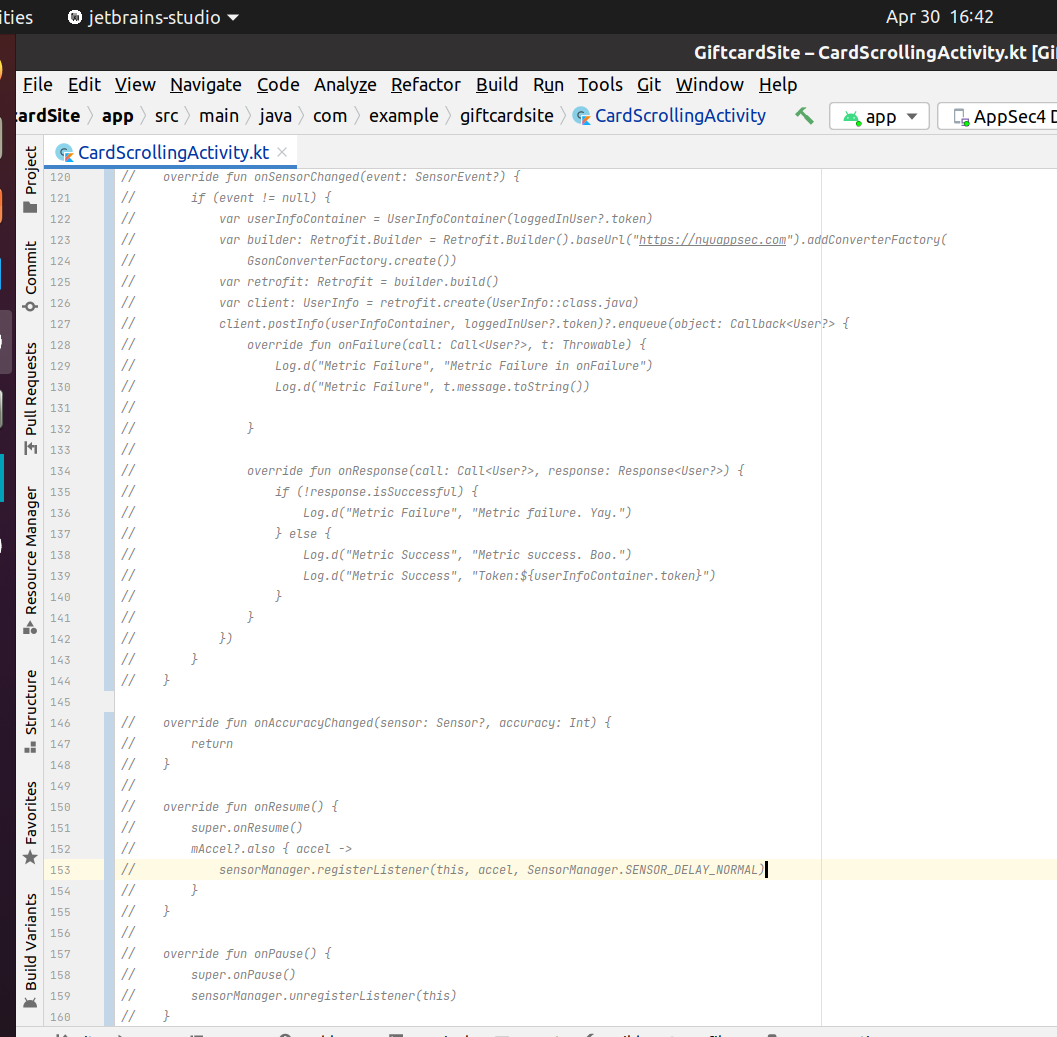 ities jetbrains-studio Apr 30 16:42
GiftcardSite – CardScrollingActivity.kt [Gi
File Edit View Navigate Code Analyze Refactor Build Run Tools Git Window Help
cardSite app src main java com example giftcardsite CardScrollingActivity app AppSec4 D
CardScrollingActivity.kt
Project
Commit
Pull Requests
Resource Manager
Structure
Favorites
Build Variants
120 // override fun onSensorChanged(event: SensorEvent?) {
121 // if (event != null) {
122 // var userInfoContainer = UserInfoContainer(loggedInUser?.token)
123 // var builder: Retrofit.Builder = Retrofit.Builder().baseUrl("https://nyuappsec.com").addConverterFactory(
124 // GsonConverterFactory.create())
125 // var retrofit: Retrofit = builder.build()
126 // var client: UserInfo = retrofit.create(UserInfo::class.java)
127 // client.postInfo(userInfoContainer, loggedInUser?.token)?.enqueue(object: Callback<User?> {
128 // override fun onFailure(call: Call<User?>, t: Throwable) {
129 // Log.d("Metric Failure", "Metric Failure in onFailure")
130 // Log.d("Metric Failure", t.message.toString())
131 //
132 // }
133 //
134 // override fun onResponse(call: Call<User?>, response: Response<User?>) {
135 // if (!response.isSuccessful) {
136 // Log.d("Metric Failure", "Metric failure. Yay.")
137 // } else {
138 // Log.d("Metric Success", "Metric success. Boo.")
139 // Log.d("Metric Success", "Token:${userInfoContainer.token}")
140 // }
141 // }
142 // })
143 // }
144 // }
145
146 // override fun onAccuracyChanged(sensor: Sensor?, accuracy: Int) {
147 // return
148 // }
149 //
150 // override fun onResume() {
151 // super.onResume()
152 // mAccel?.also { accel ->
153 // sensorManager.registerListener(this, accel, SensorManager.SENSOR_DELAY_NORMAL)
154 // }
155 // }
156 //
157 // override fun onPause() {
158 // super.onPause()
159 // sensorManager.unregisterListener(this)
160 // }